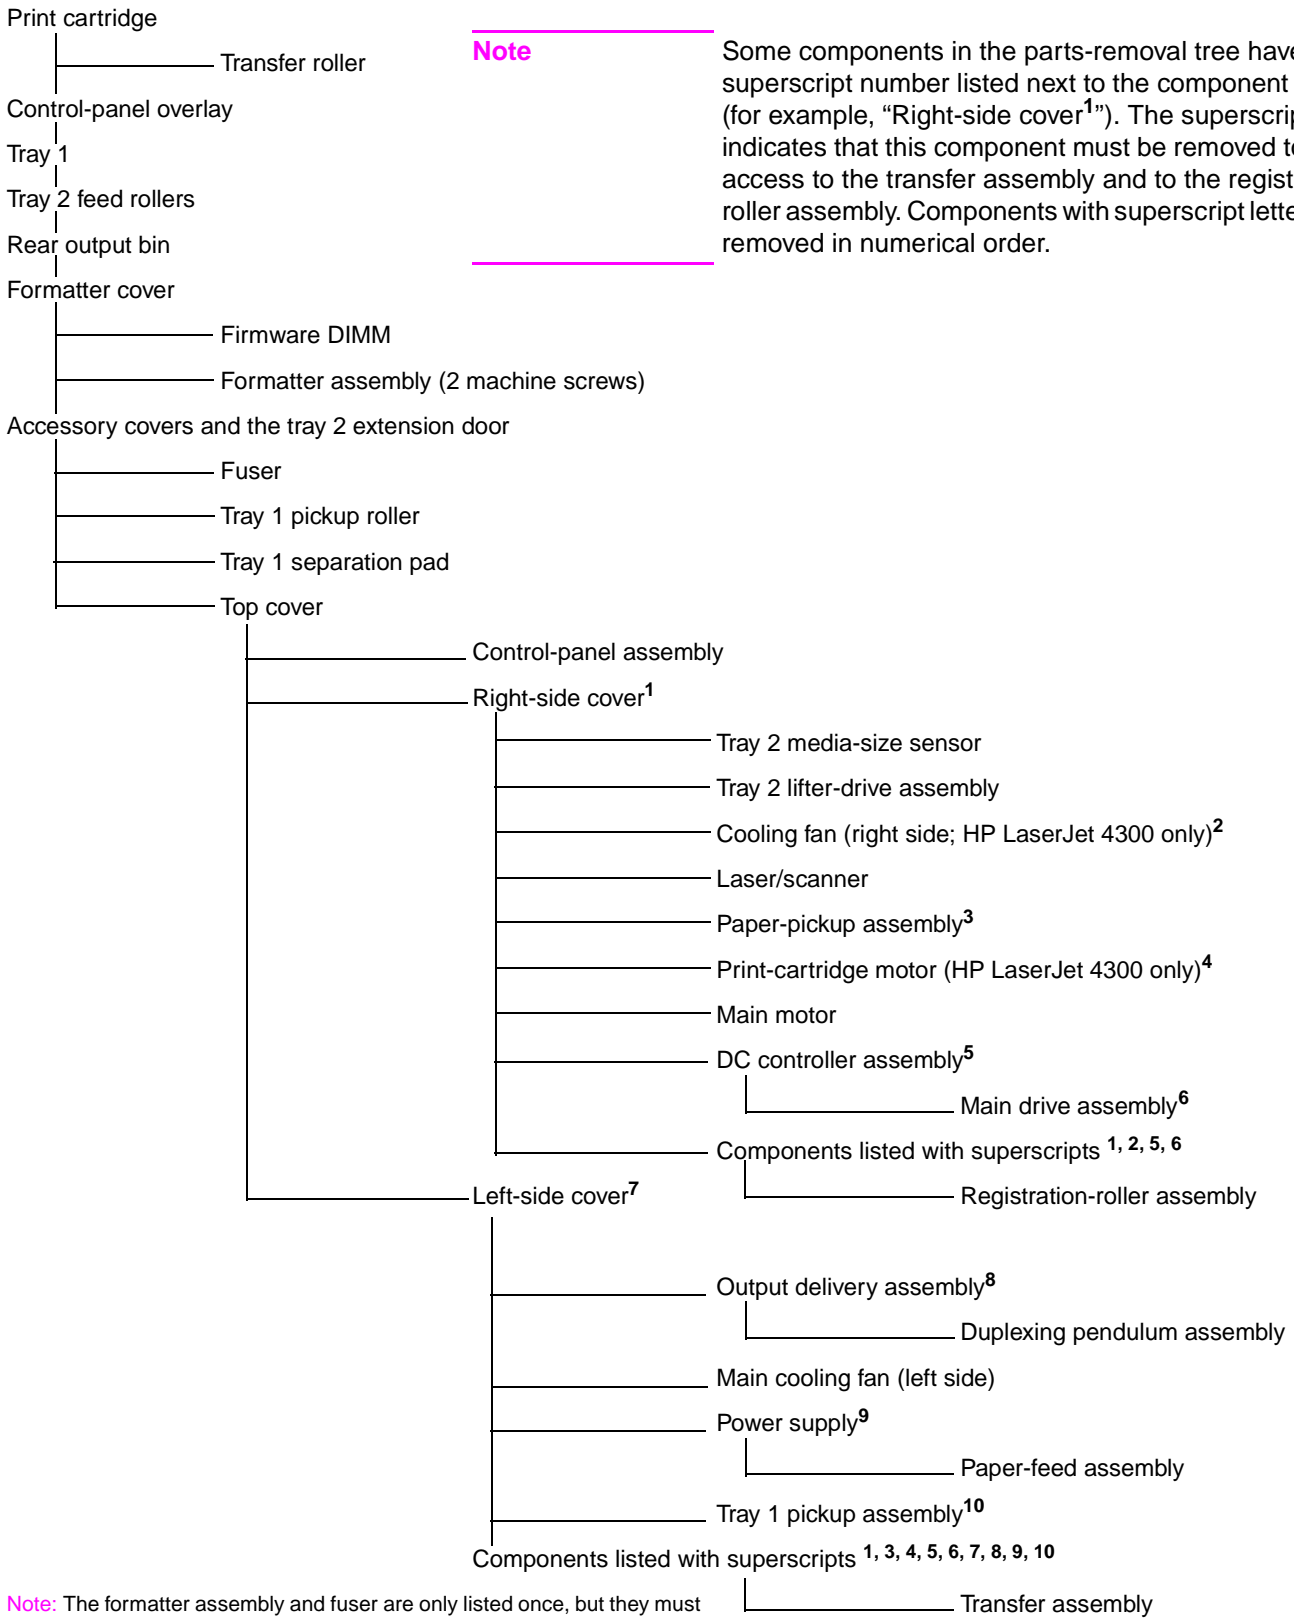 Print cartridge
Transfer roller
Note
Some components in the parts-removal tree have
superscript number listed next to the component
(for example, “Right-side cover1”). The
indicates that this component must be removed
access to the transfer assembly and to the
roller assembly. Components with superscript
removed in numerical order.
Control-panel overlay
Tray 1
Tray 2 feed rollers
Rear output bin
Formatter cover
Firmware DIMM
Formatter assembly (2 machine screws)
Accessory covers and the tray 2 extension door
Fuser
Tray 1 pickup roller
Tray 1 separation pad
Top cover
Control-panel assembly
Right-side cover1
Tray 2 media-size sensor
Tray 2 lifter-drive assembly
Cooling fan (right side; HP LaserJet 4300 only)2
Laser/scanner
Paper-pickup assembly3
Print-cartridge motor (HP LaserJet 4300 only)4
Main motor
DC controller assembly5
Main drive assembly6
Components listed with superscripts 1, 2, 5, 6
Registration-roller assembly
Left-side cover7
Output delivery assembly8
Duplexing pendulum assembly
Main cooling fan (left side)
Power supply9
Paper-feed assembly
Tray 1 pickup assembly10
Components listed with superscripts 1, 3, 4, 5, 6, 7, 8, 9, 10
Transfer assembly
Note: The formatter assembly and fuser are only listed once, but they must